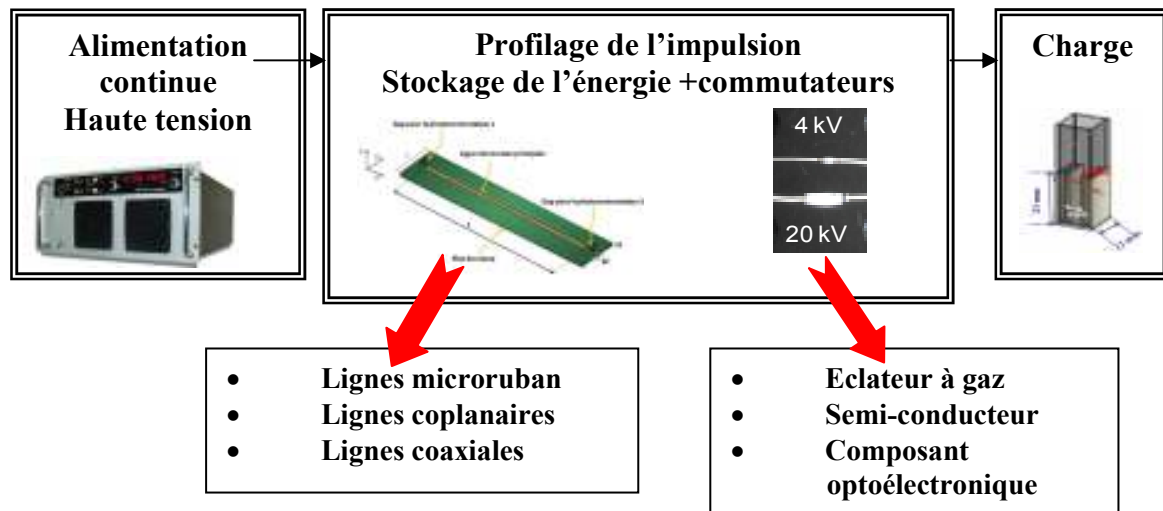 Alimentation
continue
Haute tension
Profilage de l'impulsion
Stockage de l'énergie +commutateurs
4 kV
20 kV
Charge
• Lignes microruban
• Lignes coplanaires
• Lignes coaxiales
• Eclateur à gaz
• Semi-conducteur
• Composant
optoélectronique